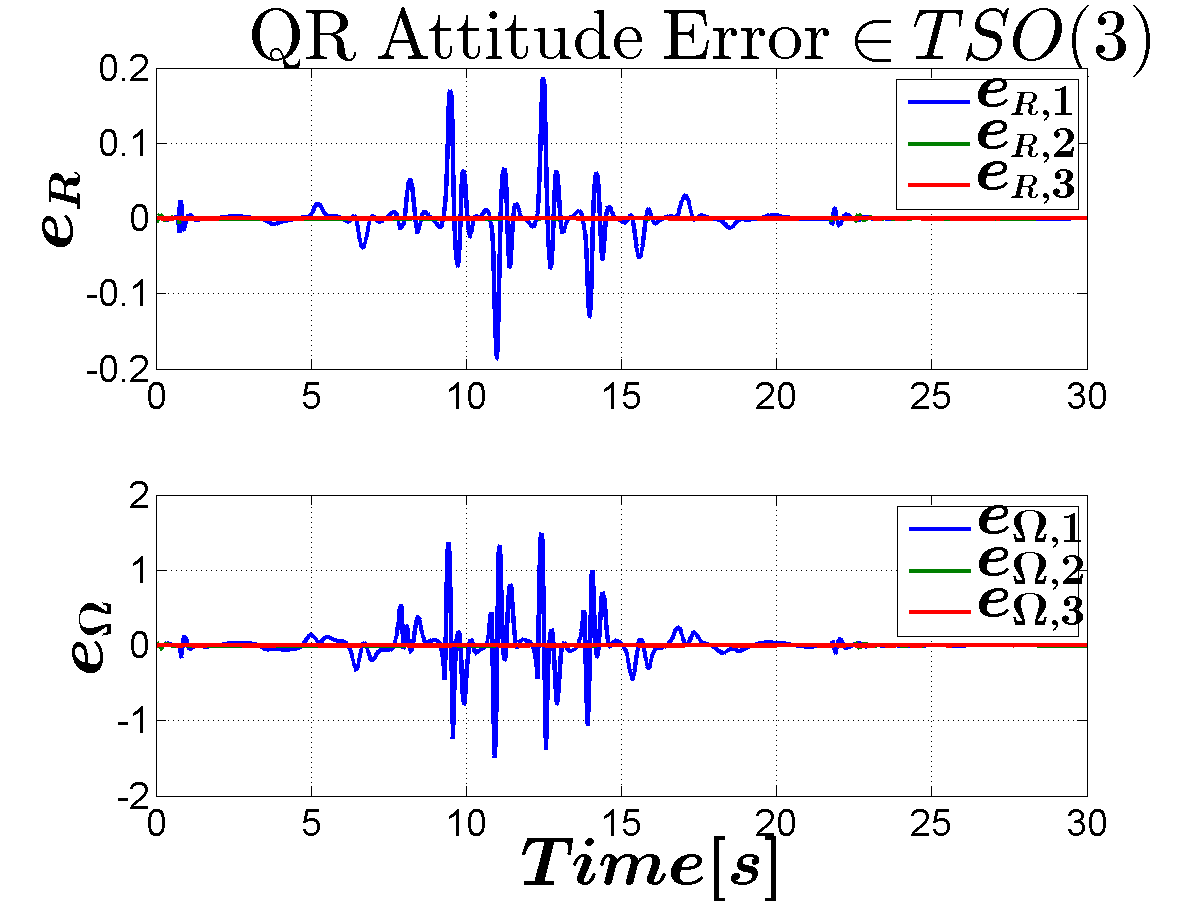 QR Attitude Error ∈ TSO(3)
0.2
0.1
0
-0.1
-0.2
e_R
e_{R,1}
e_{R,2}
e_{R,3}
0 5 10 15 20 25 30
2
1
0
-1
-2
e_Ω
e_{Ω,1}
e_{Ω,2}
e_{Ω,3}
0 5 10 15 20 25 30
Time[s]